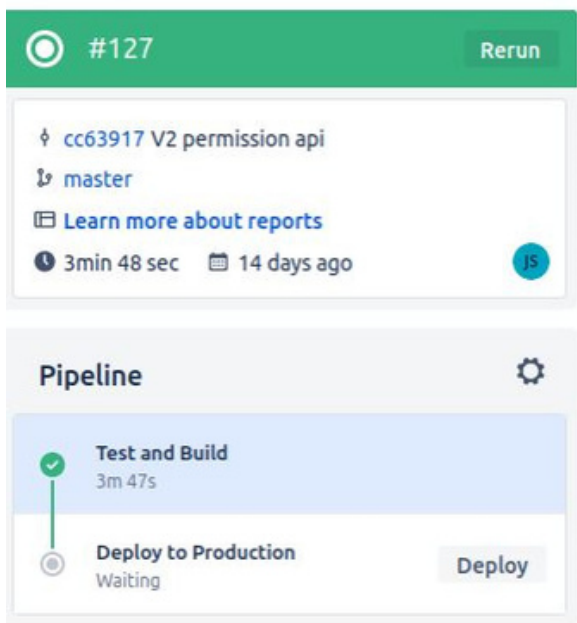 #127 Rerun
cc63917 V2 permission api
master
Learn more about reports
3min 48 sec 14 days ago JS
Pipeline
Test and Build
3m 47s
Deploy to Production
Waiting
Deploy